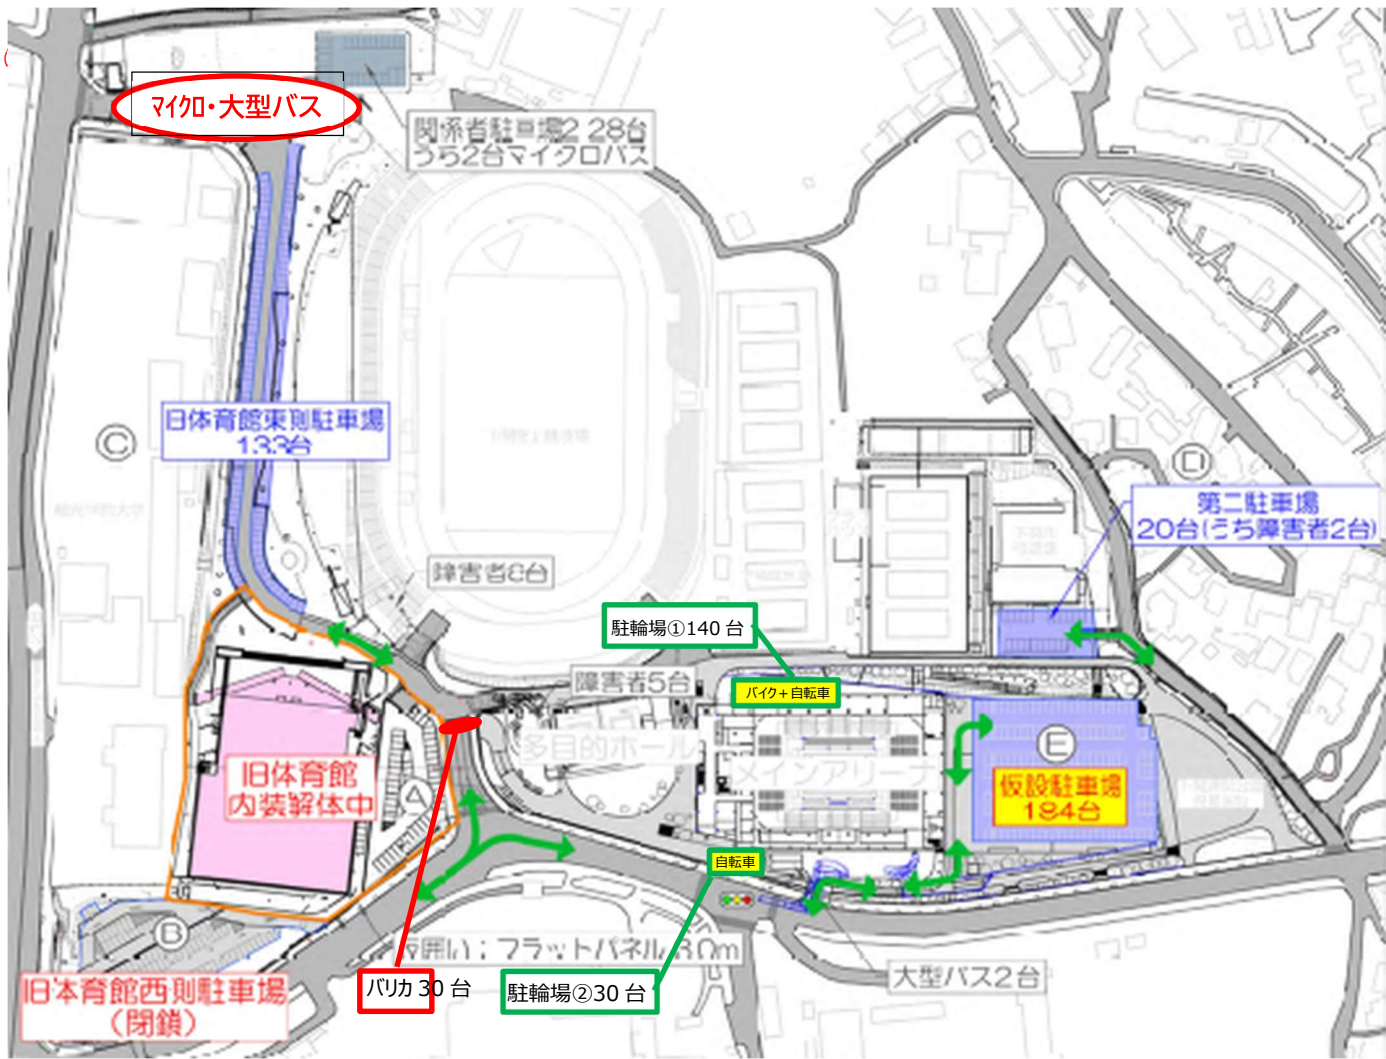 マイクロ・大型バス
関係者駐車場2 28台
うち2台マイクロバス
旧体育館東側駐車場
133台
C
D
第二駐車場
20台(うち障害者2台)
障害者8台
駐輪場①140 台
障害者5台
バイク+自転車
多目的ホール
メインアリーナ
E
仮設駐車場
184台
旧体育館
内装解体中
A
自転車
B
仮囲い:フラットパネル 3.0m
バリカ 30 台
駐輪場②30 台
大型バス2台
旧体育館西側駐車場
(閉鎖)